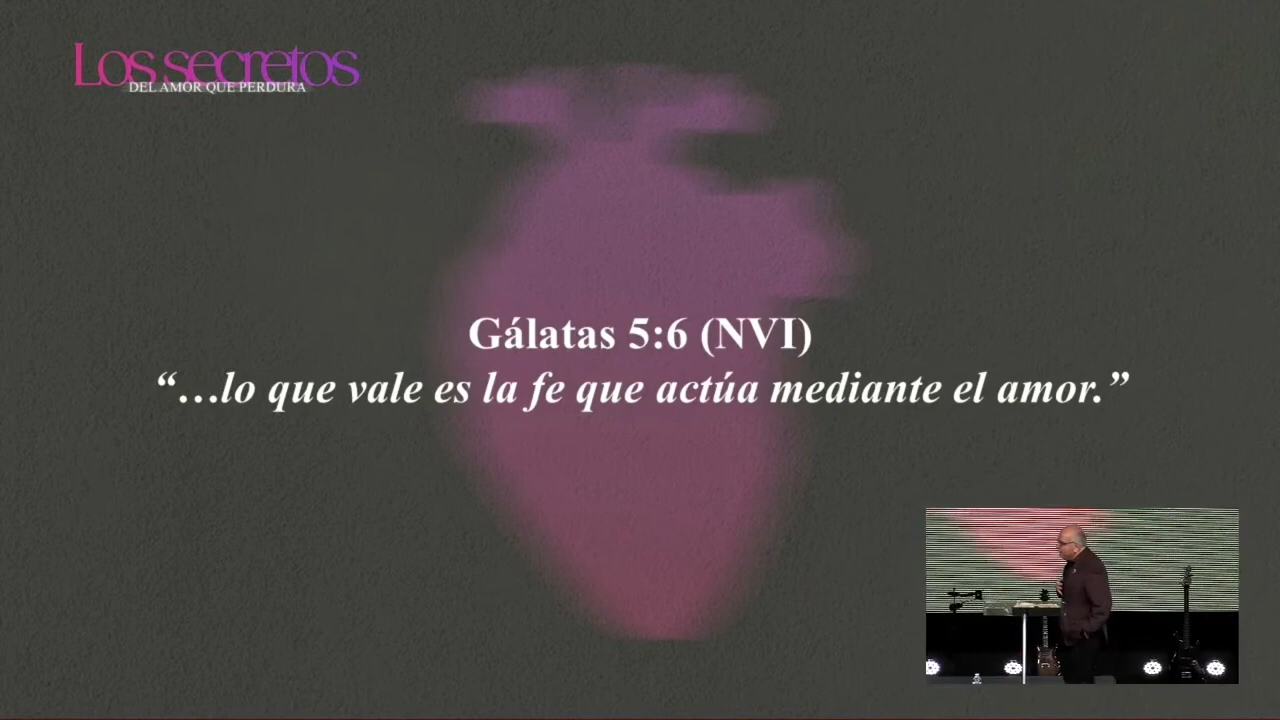 Los secretos
DEL AMOR QUE PERDURA
Gálatas 5:6 (NVI)
“…lo que vale es la fe que actúa mediante el amor.”